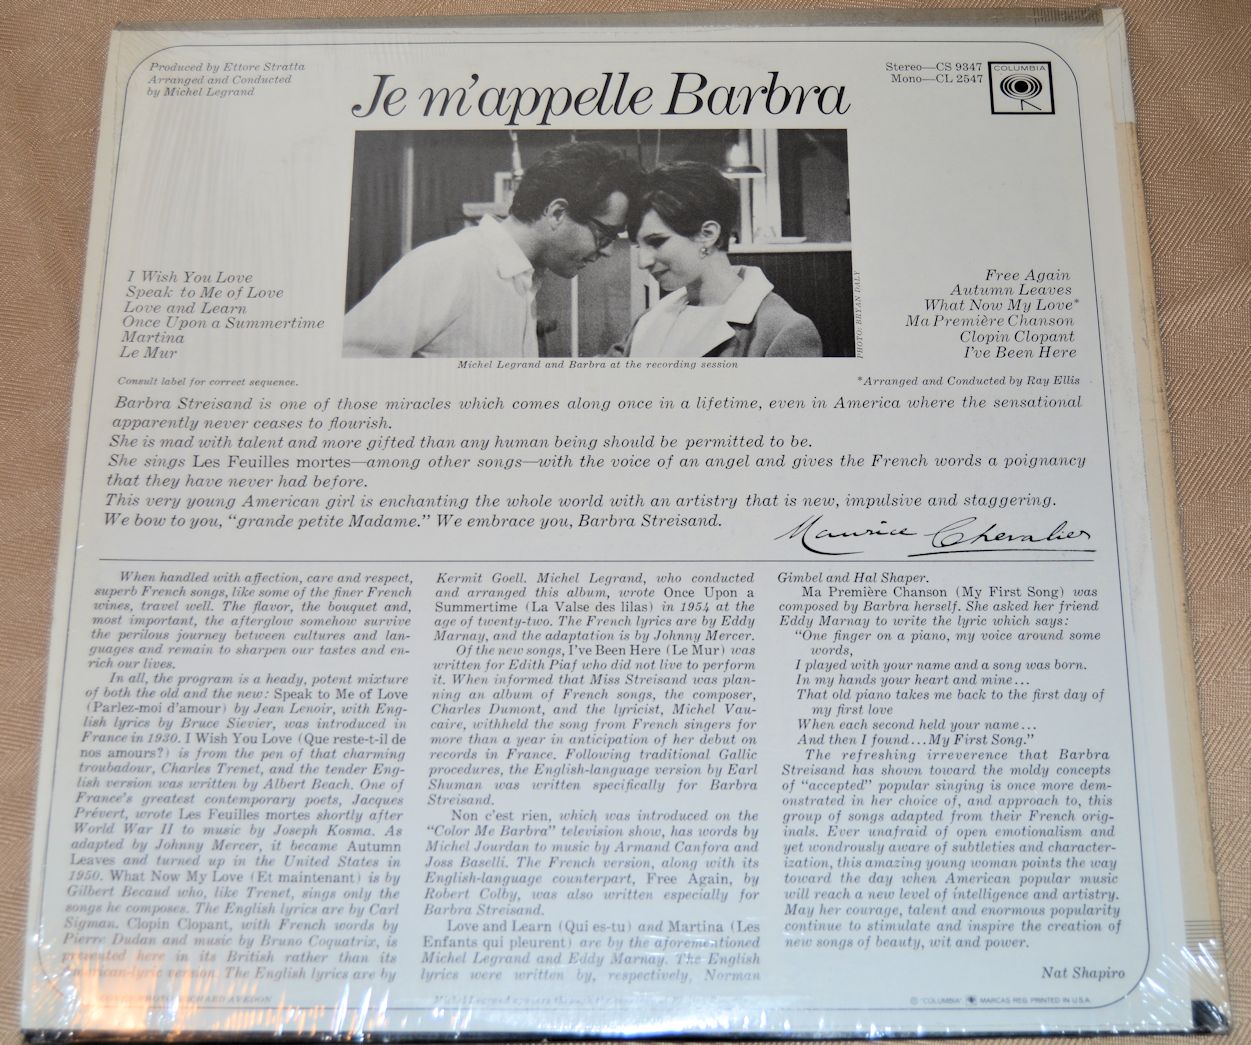 Produced by Ettore Stratta
Arranged and Conducted
by Michel Legrand
Je m'appelle Barbra
Stereo—CS 9347
Mono—CL 2547
COLUMBIA
I Wish You Love
Speak to Me of Love
Love and Learn
Once Upon a Summertime
Martina
Le Mur
Free Again
Autumn Leaves
What Now My Love*
Ma Première Chanson
Clopin Clopant
I've Been Here
PHOTO: BRYAN DALY
Michel Legrand and Barbra at the recording session
Consult label for correct sequence.
*Arranged and Conducted by Ray Ellis
Barbra Streisand is one of those miracles which comes along once in a lifetime, even in America where the sensational
apparently never ceases to flourish.
She is mad with talent and more gifted than any human being should be permitted to be.
She sings Les Feuilles mortes—among other songs—with the voice of an angel and gives the French words a poignancy
that they have never had before.
This very young American girl is enchanting the whole world with an artistry that is new, impulsive and staggering.
We bow to you, "grande petite Madame." We embrace you, Barbra Streisand.
Maurice Chevalier
When handled with affection, care and respect,
superb French songs, like some of the finer French
wines, travel well. The flavor, the bouquet and,
most important, the afterglow somehow survive
the perilous journey between cultures and lan-
guages and remain to sharpen our tastes and en-
rich our lives.
In all, the program is a heady, potent mixture
of both the old and the new: Speak to Me of Love
(Parlez-moi d'amour) by Jean Lenoir, with Eng-
lish lyrics by Bruce Sievier, was introduced in
France in 1930. I Wish You Love (Que reste-t-il de
nos amours?) is from the pen of that charming
troubadour, Charles Trenet, and the tender Eng-
lish version was written by Albert Beach. One of
France's greatest contemporary poets, Jacques
Prévert, wrote Les Feuilles mortes shortly after
World War II to music by Joseph Kosma. As
adapted by Johnny Mercer, it became Autumn
Leaves and turned up in the United States in
1950. What Now My Love (Et maintenant) is by
Gilbert Becaud who, like Trenet, sings only the
songs he composes. The English lyrics are by Carl
Sigman. Clopin Clopant, with French words by
Pierre Dudan and music by Bruno Coquatrix, is
presented here in its British rather than its
American-lyric version. The English lyrics are by
Kermit Goell. Michel Legrand, who conducted
and arranged this album, wrote Once Upon a
Summertime (La Valse des lilas) in 1954 at the
age of twenty-two. The French lyrics are by Eddy
Marnay, and the adaptation is by Johnny Mercer.
Of the new songs, I've Been Here (Le Mur) was
written for Edith Piaf who did not live to perform
it. When informed that Miss Streisand was plan-
ning an album of French songs, the composer,
Charles Dumont, and the lyricist, Michel Vau-
caire, withheld the song from French singers for
more than a year in anticipation of her debut on
records in France. Following traditional Gallic
procedures, the English-language version by Earl
Shuman was written specifically for Barbra
Streisand.
Non c'est rien, which was introduced on the
"Color Me Barbra" television show, has words by
Michel Jourdan to music by Armand Canfora and
Joss Baselli. The French version, along with its
English-language counterpart, Free Again, by
Robert Colby, was also written especially for
Barbra Streisand.
Love and Learn (Qui es-tu) and Martina (Les
Enfants qui pleurent) are by the aforementioned
Michel Legrand and Eddy Marnay. The English
lyrics were written by, respectively, Norman
Gimbel and Hal Shaper.
Ma Première Chanson (My First Song) was
composed by Barbra herself. She asked her friend
Eddy Marnay to write the lyric which says:
"One finger on a piano, my voice around some
words,
I played with your name and a song was born.
In my hands your heart and mine...
That old piano takes me back to the first day of
my first love
When each second held your name...
And then I found...My First Song."
The refreshing irreverence that Barbra
Streisand has shown toward the moldy concepts
of "accepted" popular singing is once more dem-
onstrated in her choice of, and approach to, this
group of songs adapted from their French orig-
inals. Ever unafraid of open emotionalism and
yet wondrously aware of subtleties and character-
ization, this amazing young woman points the way
toward the day when American popular music
will reach a new level of intelligence and artistry.
May her courage, talent and enormous popularity
continue to stimulate and inspire the creation of
new songs of beauty, wit and power.
Nat Shapiro
COVER PHOTO: RICHARD AVEDON
Michel Legrand appears through the
© "COLUMBIA" MARCAS REG. PRINTED IN U.S.A.